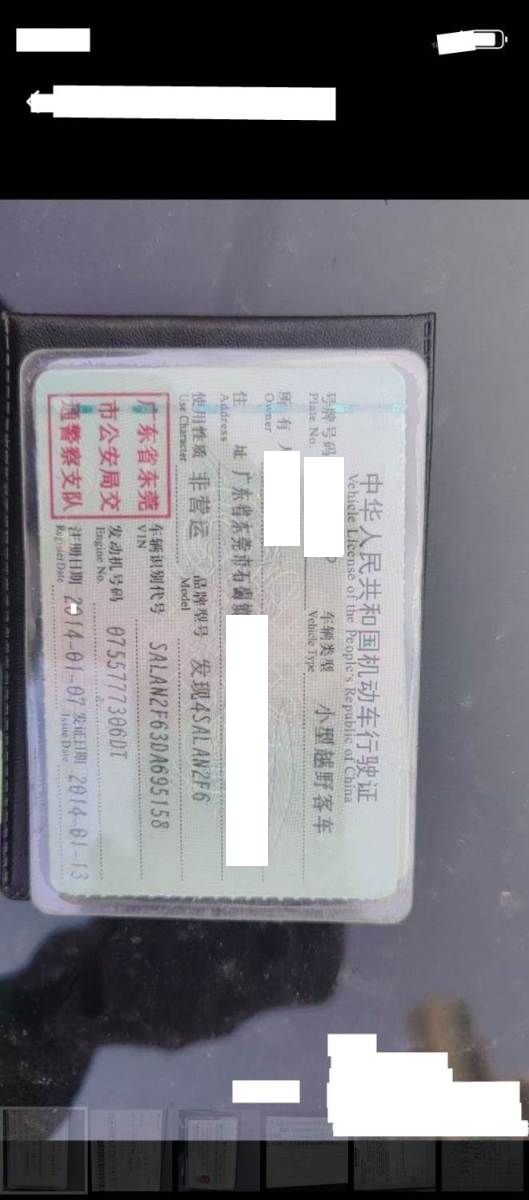 中华人民共和国机动车行驶证
Vehicle License of the People's Republic of China
号牌号码
Plate No.
车辆类型 小型越野客车
Vehicle Type
所有人
Owner
住 址 广东省东莞市石碣镇
Address
使用性质 非营运
Use Character
品牌型号 发现4SALAN2F6
Model
广东省东莞
市公安局交
通警察支队
车辆识别代号 SALAN2F63DA695158
VIN
发动机号码 0755777306DT
Engine No.
注册日期 2014-01-07
Register Date
发证日期 2014-01-13
Issue Date